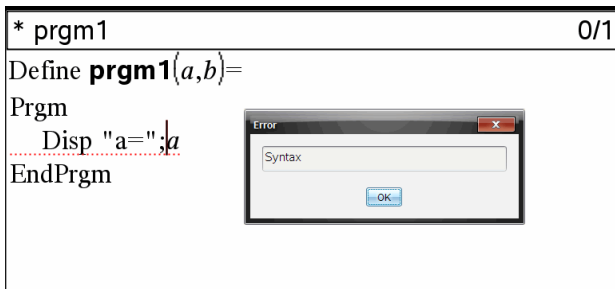 * prgm1 0/1
Define prgm1(a,b)=
Prgm
Disp "a=";a
EndPrgm
Error
Syntax
OK